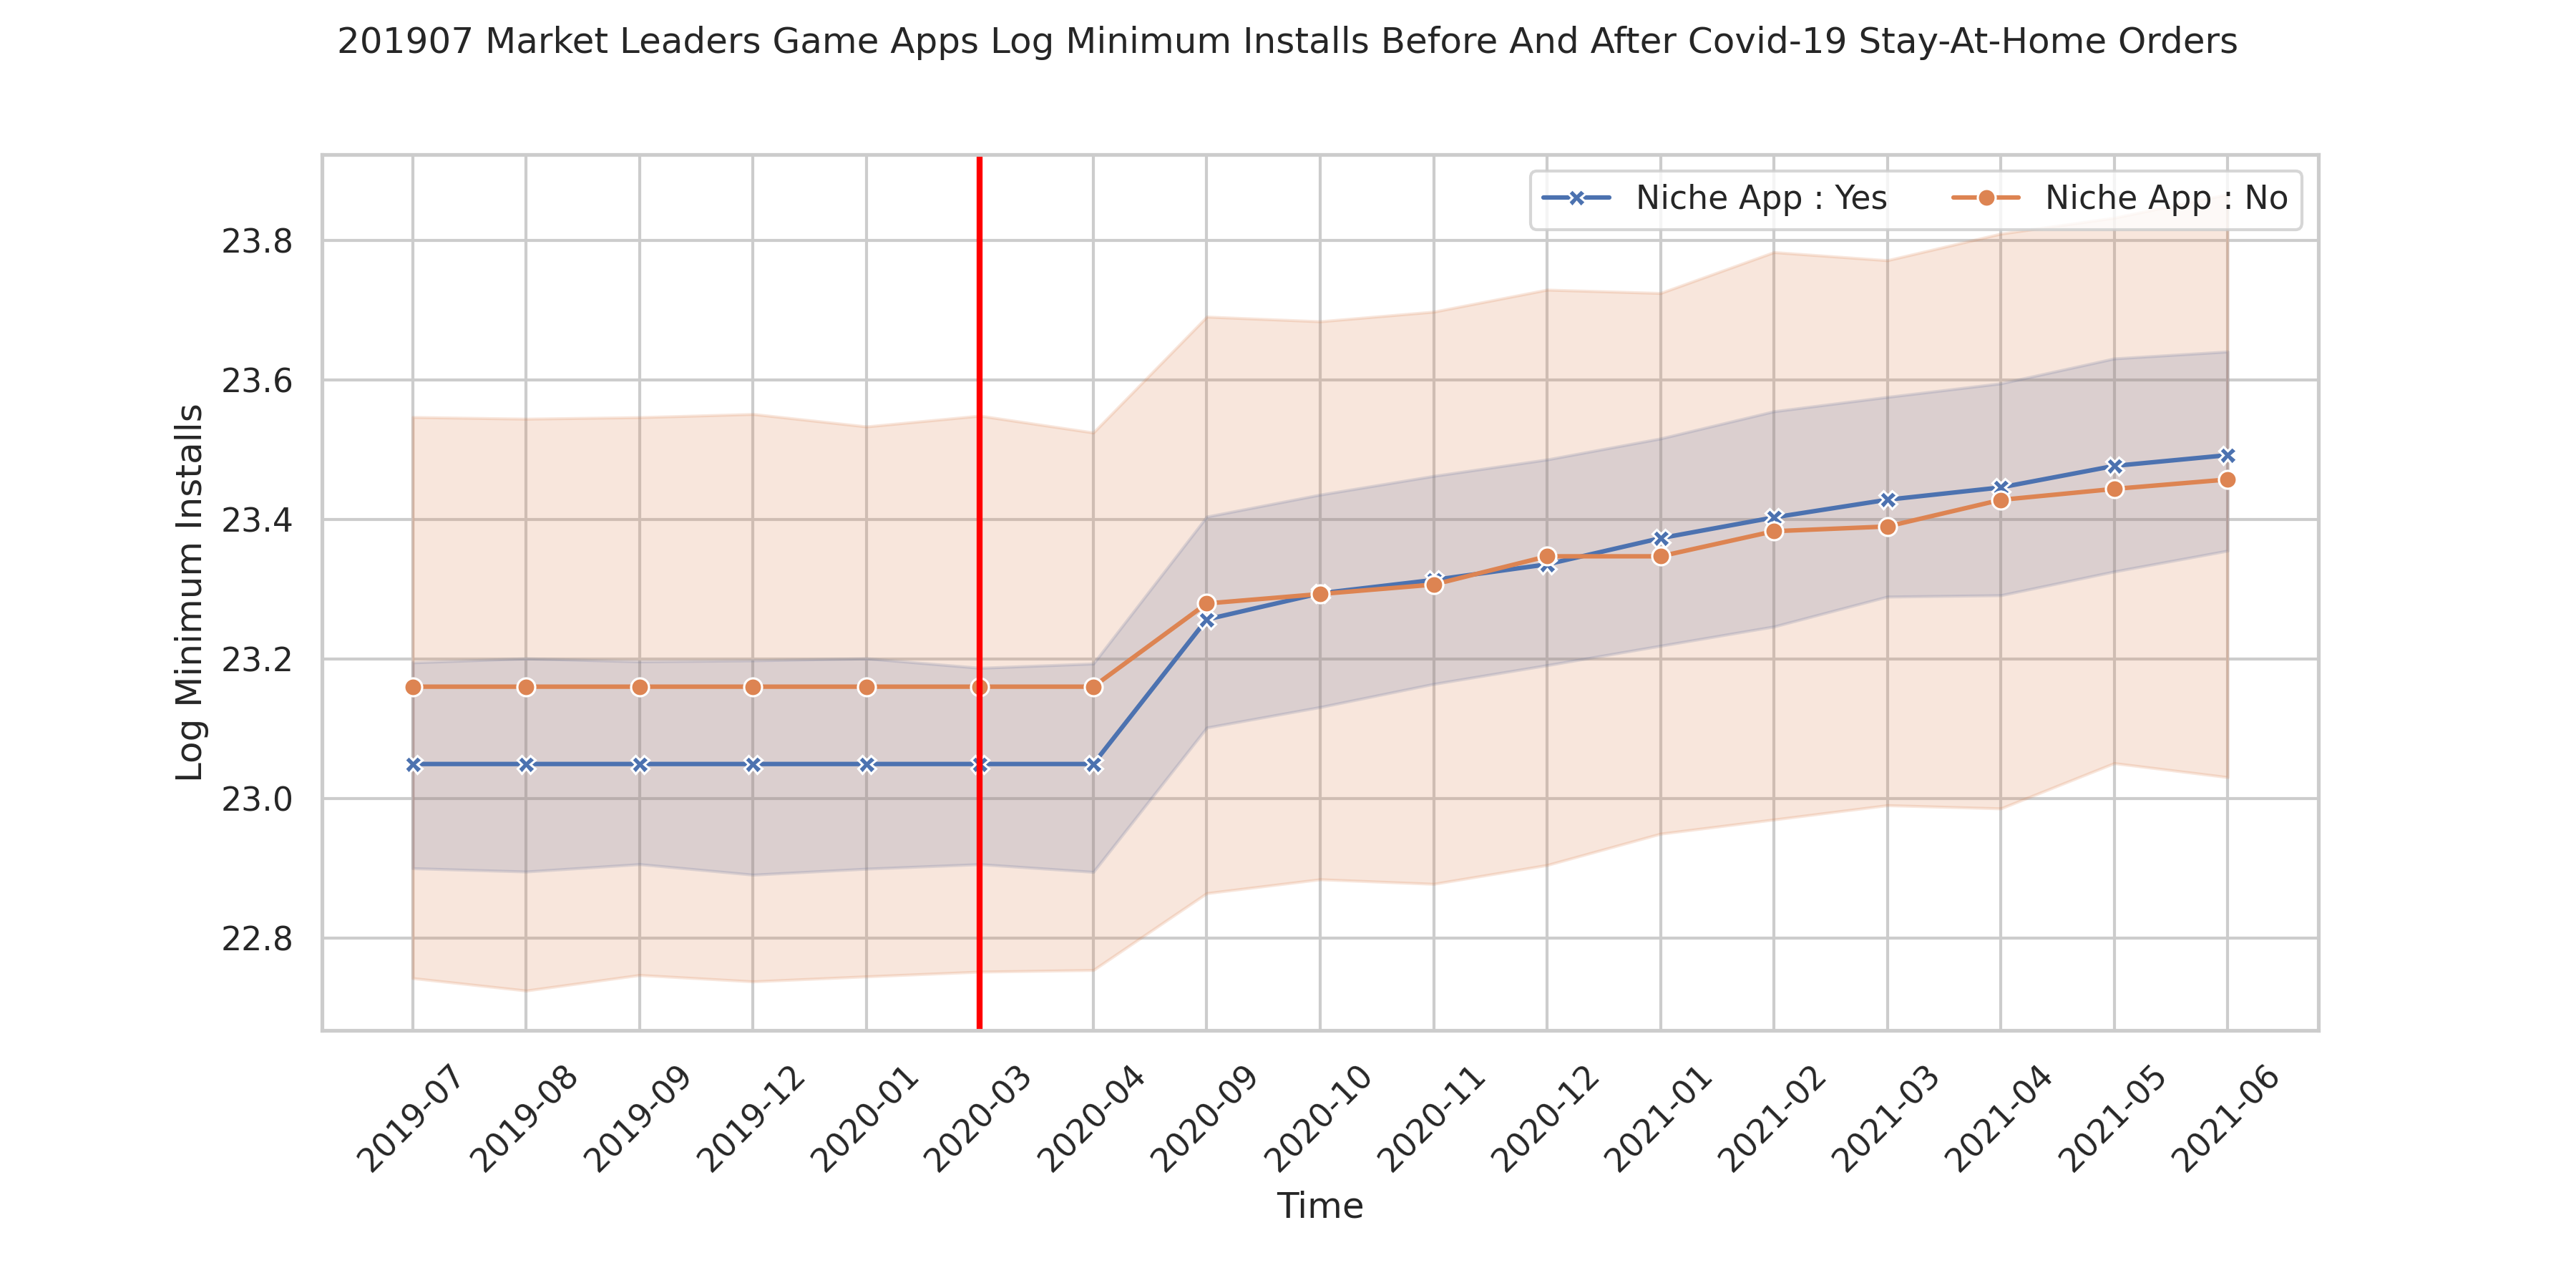 201907 Market Leaders Game Apps Log Minimum Installs Before And After Covid-19 Stay-At-Home Orders
Niche App : Yes Niche App : No
Log Minimum Installs
23.8
23.6
23.4
23.2
23.0
22.8
2019-07 2019-08 2019-09 2019-12 2020-01 2020-03 2020-04 2020-09 2020-10 2020-11 2020-12 2021-01 2021-02 2021-03 2021-04 2021-05 2021-06
Time